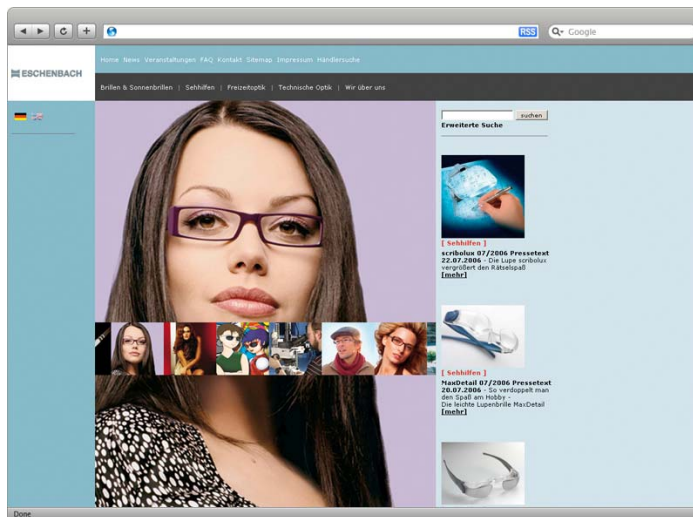 RSS
Google
ESCHENBACH
Home News Veranstaltungen FAQ Kontakt Sitemap Impressum Händlersuche
Brillen & Sonnenbrillen | Sehhilfen | Freizeitoptik | Technische Optik | Wir über uns
suchen
Erweiterte Suche
[ Sehhilfen ]
scribolux 07/2006 Pressetext
22.07.2006 - Die Lupe scribolux
vergrößert den Rätselspaß
[mehr]
[ Sehhilfen ]
MaxDetail 07/2006 Pressetext
20.07.2006 - So verdoppelt man
den Spaß am Hobby -
Die leichte Lupenbrille MaxDetail
[mehr]
Done